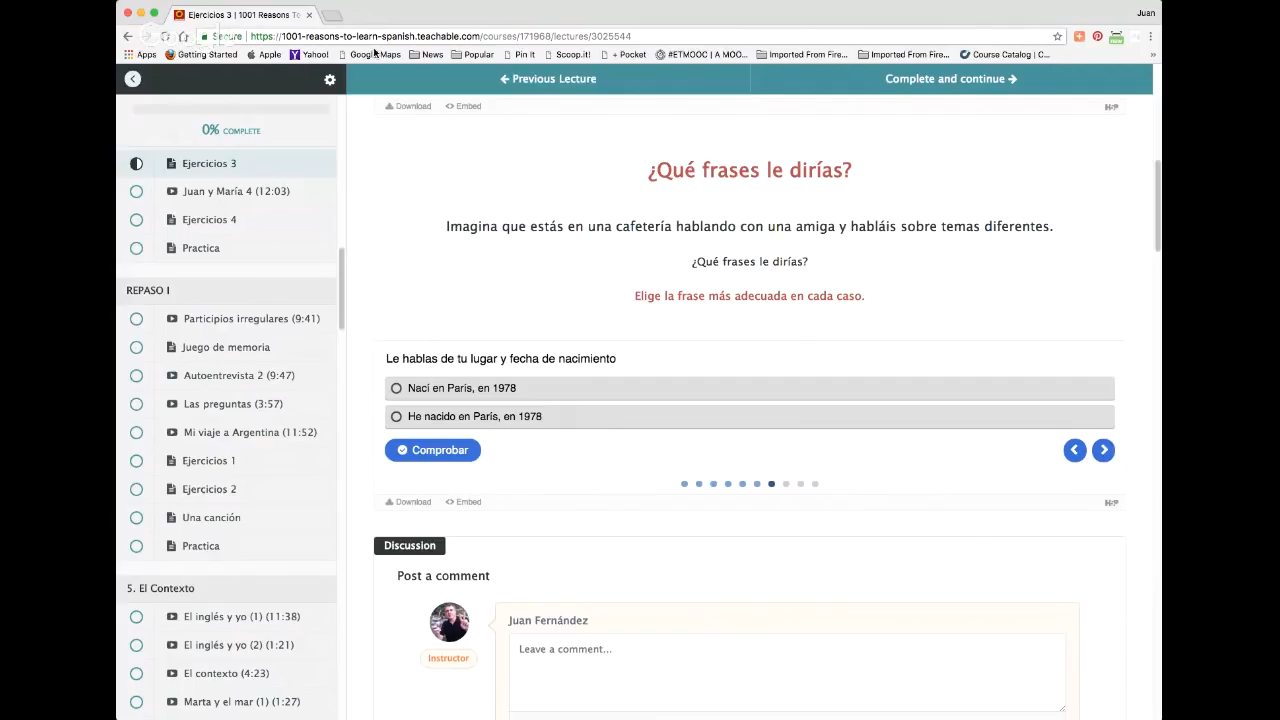 Ejercicios 3 | 1001 Reasons To
Juan
Secure https://1001-reasons-to-learn-spanish.teachable.com/courses/171968/lectures/3025544
Apps Getting Started Apple Yahoo! Google Maps News Popular Pin It Scoop.it! + Pocket #ETMOOC | A MOO... Imported From Fire... Imported From Fire... Course Catalog | C...
Previous Lecture
Complete and continue
Download Embed
H5P
0% COMPLETE
Ejercicios 3
Juan y María 4 (12:03)
Ejercicios 4
Practica
REPASO I
Participios irregulares (9:41)
Juego de memoria
Autoentrevista 2 (9:47)
Las preguntas (3:57)
Mi viaje a Argentina (11:52)
Ejercicios 1
Ejercicios 2
Una canción
Practica
5. El Contexto
El inglés y yo (1) (11:38)
El inglés y yo (2) (1:21)
El contexto (4:23)
Marta y el mar (1) (1:27)
¿Qué frases le dirías?
Imagina que estás en una cafetería hablando con una amiga y habláis sobre temas diferentes.
¿Qué frases le dirías?
Elige la frase más adecuada en cada caso.
Le hablas de tu lugar y fecha de nacimiento
Nací en París, en 1978
He nacido en París, en 1978
Comprobar
Download Embed
H5P
Discussion
Post a comment
Juan Fernández
Instructor
Leave a comment...